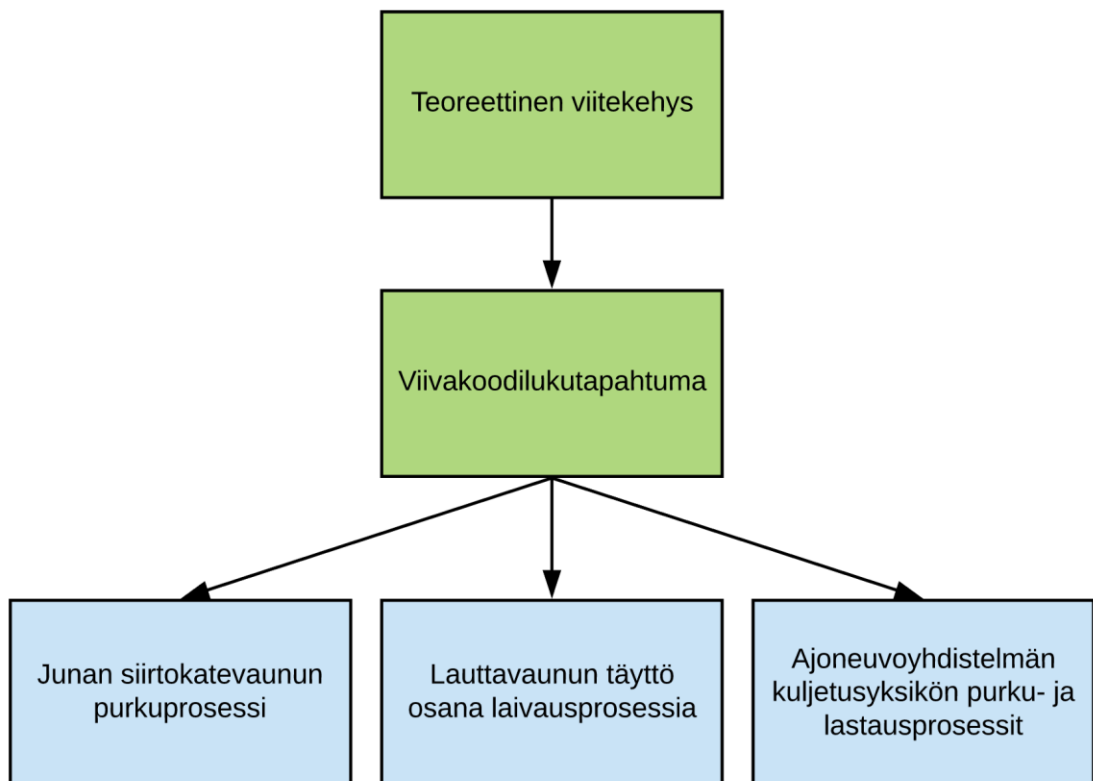 Teoreettinen viitekehys
Viivakoodilukutapahtuma
Junan siirtokatevaunun
purkuprosessi
Lauttavaunun täyttö
osana laivausprosessia
Ajoneuvoyhdistelmän
kuljetusyksikön purku- ja
lastausprosessit